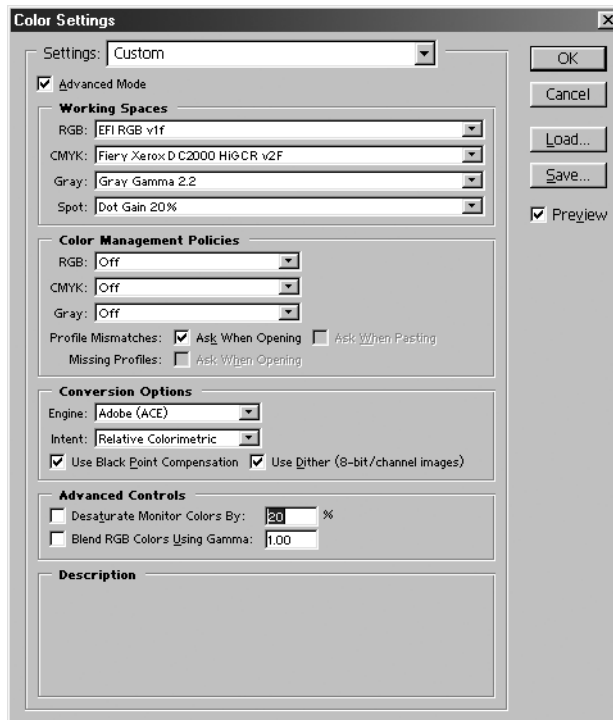 Color Settings
Settings: Custom
OK
Advanced Mode
Cancel
Working Spaces
RGB: EFI RGB v1f
Load...
CMYK: Fiery Xerox DC2000 HiGCR v2F
Gray: Gray Gamma 2.2
Save...
Spot: Dot Gain 20%
Preview
Color Management Policies
RGB: Off
CMYK: Off
Gray: Off
Profile Mismatches: Ask When Opening Ask When Pasting
Missing Profiles: Ask When Opening
Conversion Options
Engine: Adobe (ACE)
Intent: Relative Colorimetric
Use Black Point Compensation Use Dither (8-bit/channel images)
Advanced Controls
Desaturate Monitor Colors By: 20 %
Blend RGB Colors Using Gamma: 1.00
Description